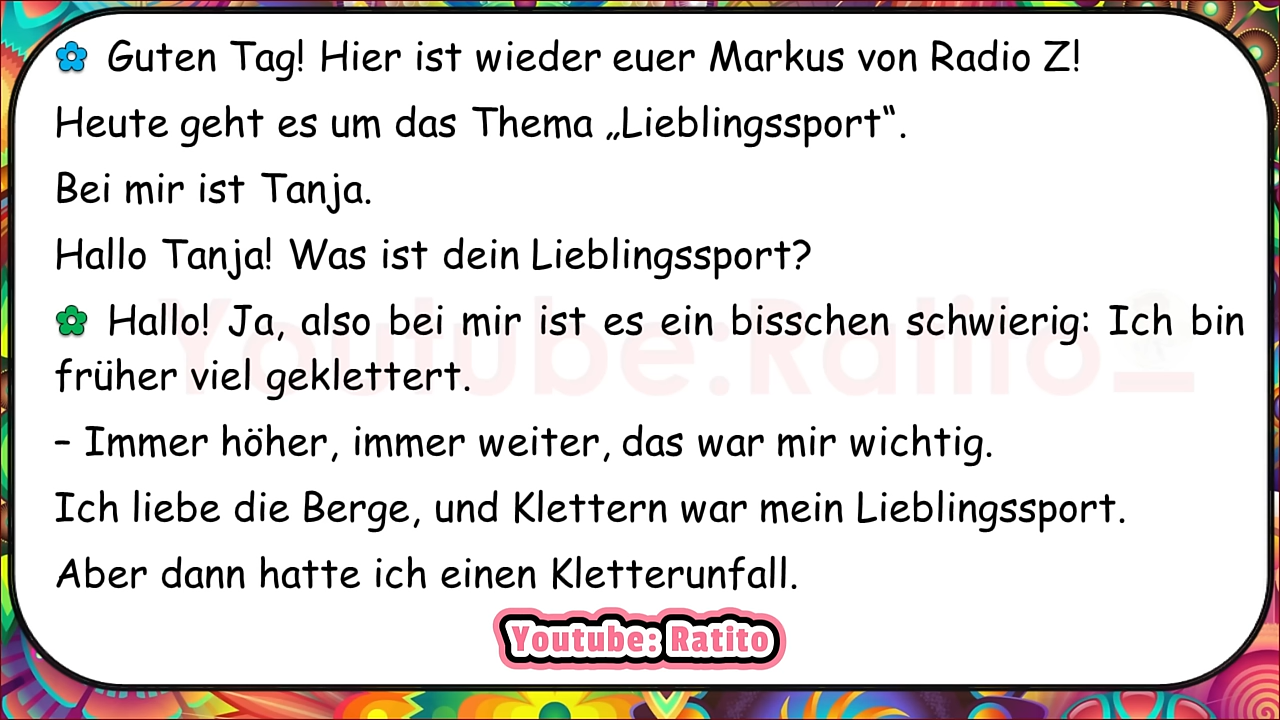 Guten Tag! Hier ist wieder euer Markus von Radio Z!
Heute geht es um das Thema „Lieblingssport“.
Bei mir ist Tanja.
Hallo Tanja! Was ist dein Lieblingssport?
Hallo! Ja, also bei mir ist es ein bisschen schwierig: Ich bin
früher viel geklettert.
– Immer höher, immer weiter, das war mir wichtig.
Ich liebe die Berge, und Klettern war mein Lieblingssport.
Aber dann hatte ich einen Kletterunfall.
Youtube: Ratito
Youtube:Ratito